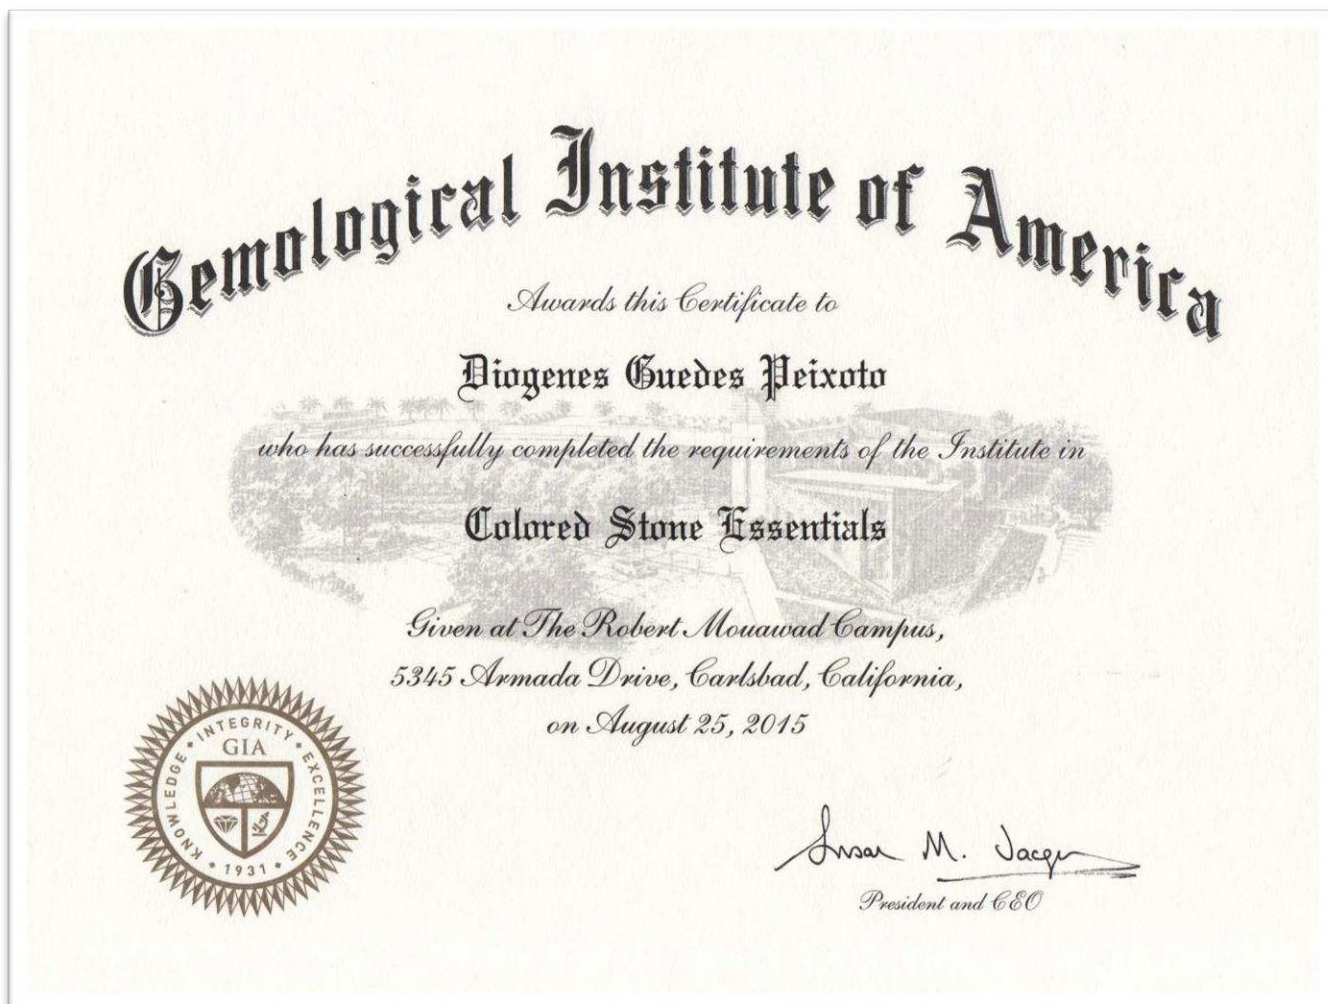 Gemological Institute of America
Awards this Certificate to
Diogenes Guedes Peixoto
who has successfully completed the requirements of the Institute in
Colored Stone Essentials
Given at The Robert Mouawad Campus,
5345 Armada Drive, Carlsbad, California,
on August 25, 2015
KNOWLEDGE • INTEGRITY • EXCELLENCE • 1931 •
GIA
Susan M. Jacques
President and CEO